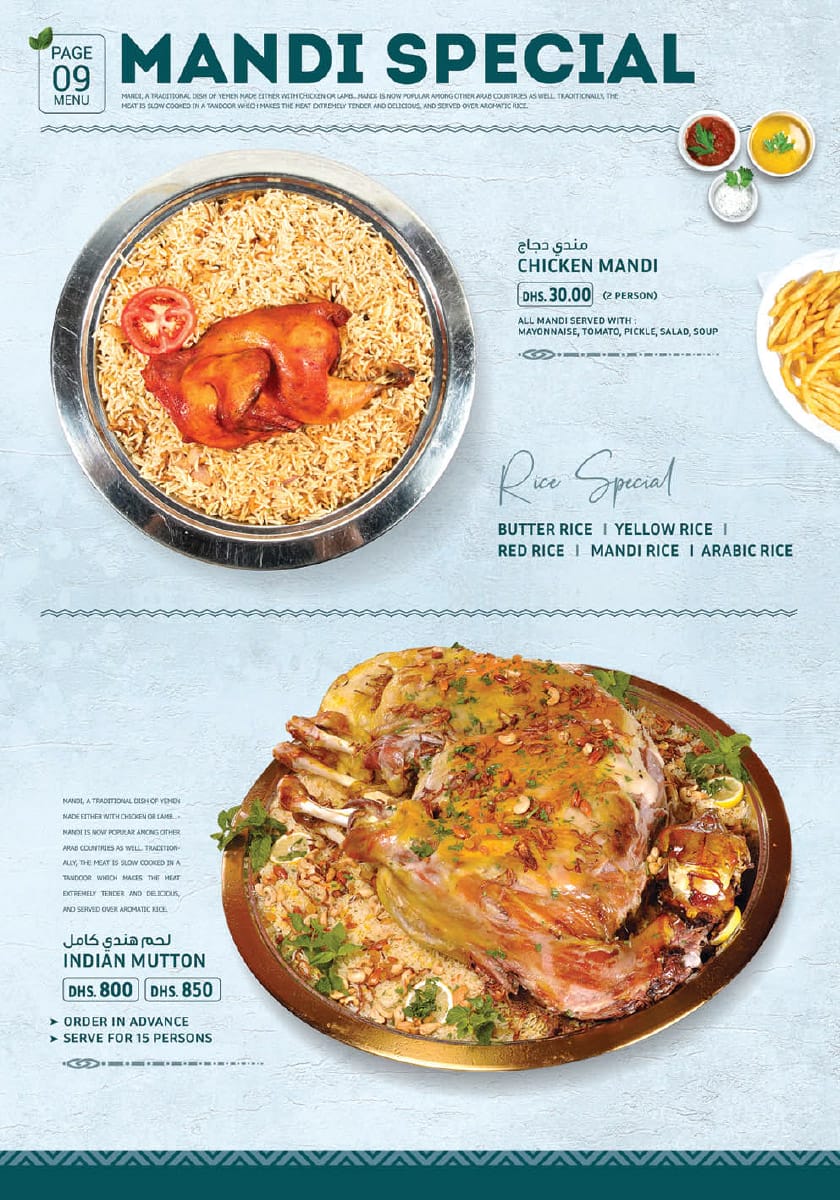 PAGE
09
MENU
MANDI SPECIAL
MANDI, A TRADITIONAL DISH OF YEMEN MADE EITHER WITH CHICKEN OR LAMB...MANDI IS NOW POPULAR AMONG OTHER ARAB COUNTRIES AS WELL. TRADITIONALLY, THE
MEAT IS SLOW COOKED IN A TANDOOR WHICH MAKES THE MEAT EXTREMELY TENDER AND DELICIOUS, AND SERVED OVER AROMATIC RICE.
مندي دجاج
CHICKEN MANDI
DHS. 30.00 (2 PERSON)
ALL MANDI SERVED WITH :
MAYONNAISE, TOMATO, PICKLE, SALAD, SOUP
Rice Special
BUTTER RICE I YELLOW RICE I
RED RICE I MANDI RICE I ARABIC RICE
MANDI, A TRADITIONAL DISH OF YEMEN
MADE EITHER WITH CHICKEN OR LAMB...
MANDI IS NOW POPULAR AMONG OTHER
ARAB COUNTRIES AS WELL. TRADITION-
ALLY, THE MEAT IS SLOW COOKED IN A
TANDOOR WHICH MAKES THE MEAT
EXTREMELY TENDER AND DELICIOUS,
AND SERVED OVER AROMATIC RICE.
لحم هندي كامل
INDIAN MUTTON
DHS. 800 DHS. 850
➤ ORDER IN ADVANCE
➤ SERVE FOR 15 PERSONS